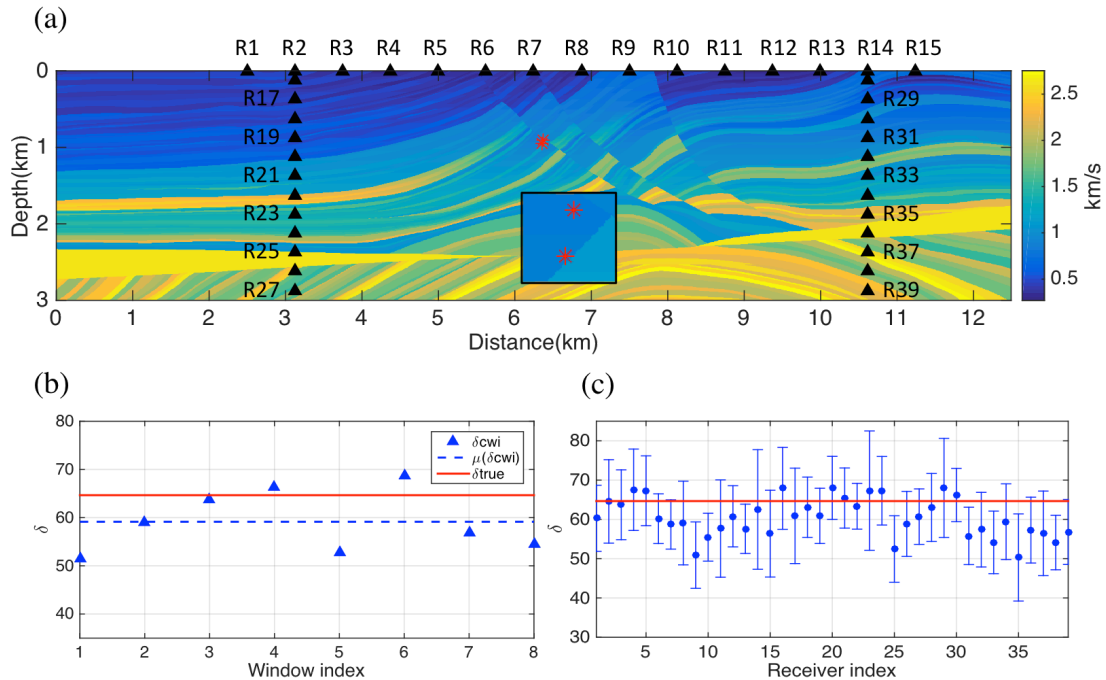 (a)
R1 R2 R3 R4 R5 R6 R7 R8 R9 R10 R11 R12 R13 R14 R15
0
R17 R29
R19 R31
1
R21 R33
R23 R35
2
R25 R37
R27 R39
3
Depth(km)
0 1 2 3 4 5 6 7 8 9 10 11 12
Distance(km)
2.5
1.5
0.5
km/s
(b)
80
70
60
50
40
δ
δcwi
μ(δcwi)
δtrue
1 2 3 4 5 6 7 8
Window index
(c)
80
70
60
50
40
30
δ
5 10 15 20 25 30 35
Receiver index